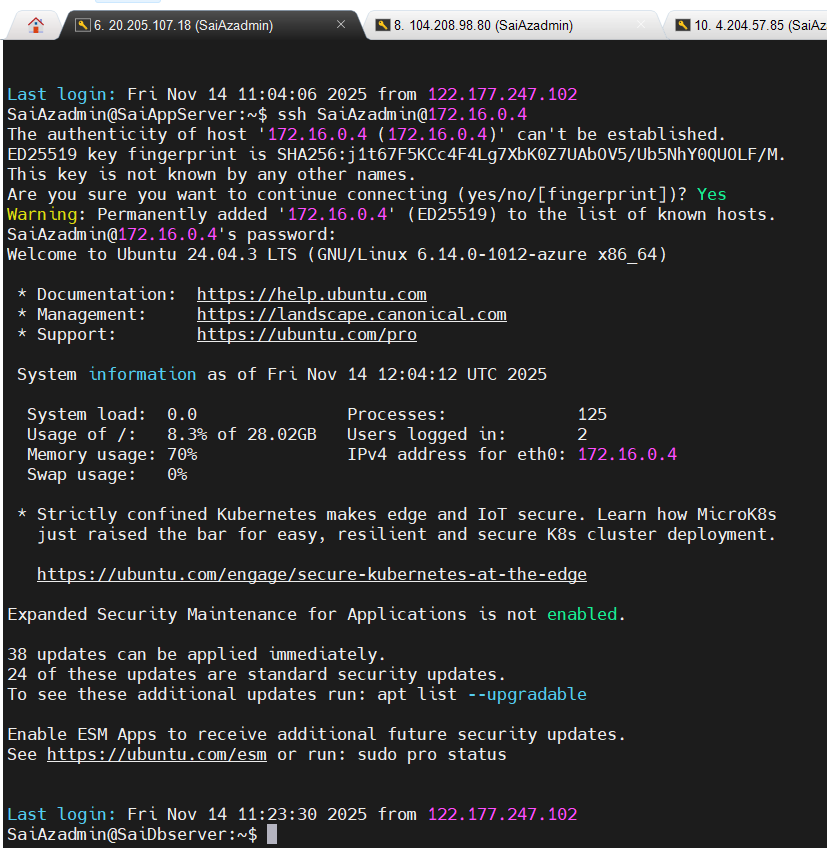 6. 20.205.107.18 (SaiAzadmin)
8. 104.208.98.80 (SaiAzadmin)
10. 4.204.57.85 (SaiAz
Last login: Fri Nov 14 11:04:06 2025 from 122.177.247.102
SaiAzadmin@SaiAppServer:~$ ssh SaiAzadmin@172.16.0.4
The authenticity of host '172.16.0.4 (172.16.0.4)' can't be established.
ED25519 key fingerprint is SHA256:j1t67F5KCc4F4Lg7XbK0Z7UAbOV5/Ub5NhY0QUOLF/M.
This key is not known by any other names.
Are you sure you want to continue connecting (yes/no/[fingerprint])? Yes
Warning: Permanently added '172.16.0.4' (ED25519) to the list of known hosts.
SaiAzadmin@172.16.0.4's password:
Welcome to Ubuntu 24.04.3 LTS (GNU/Linux 6.14.0-1012-azure x86_64)
* Documentation: https://help.ubuntu.com
* Management: https://landscape.canonical.com
* Support: https://ubuntu.com/pro
System information as of Fri Nov 14 12:04:12 UTC 2025
System load: 0.0 Processes: 125
Usage of /: 8.3% of 28.02GB Users logged in: 2
Memory usage: 70% IPv4 address for eth0: 172.16.0.4
Swap usage: 0%
* Strictly confined Kubernetes makes edge and IoT secure. Learn how MicroK8s
just raised the bar for easy, resilient and secure K8s cluster deployment.
https://ubuntu.com/engage/secure-kubernetes-at-the-edge
Expanded Security Maintenance for Applications is not enabled.
38 updates can be applied immediately.
24 of these updates are standard security updates.
To see these additional updates run: apt list --upgradable
Enable ESM Apps to receive additional future security updates.
See https://ubuntu.com/esm or run: sudo pro status
Last login: Fri Nov 14 11:23:30 2025 from 122.177.247.102
SaiAzadmin@SaiDbserver:~$